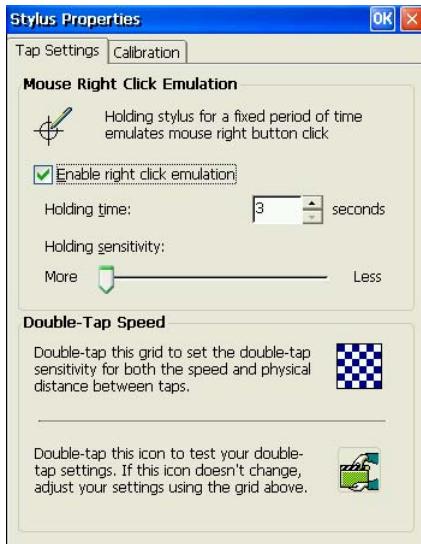 Stylus Properties OK
Tap Settings Calibration
Mouse Right Click Emulation
Holding stylus for a fixed period of time
emulates mouse right button click
Enable right click emulation
Holding time: 3 seconds
Holding sensitivity:
More Less
Double-Tap Speed
Double-tap this grid to set the double-tap
sensitivity for both the speed and physical
distance between taps.
Double-tap this icon to test your double-
tap settings. If this icon doesn't change,
adjust your settings using the grid above.